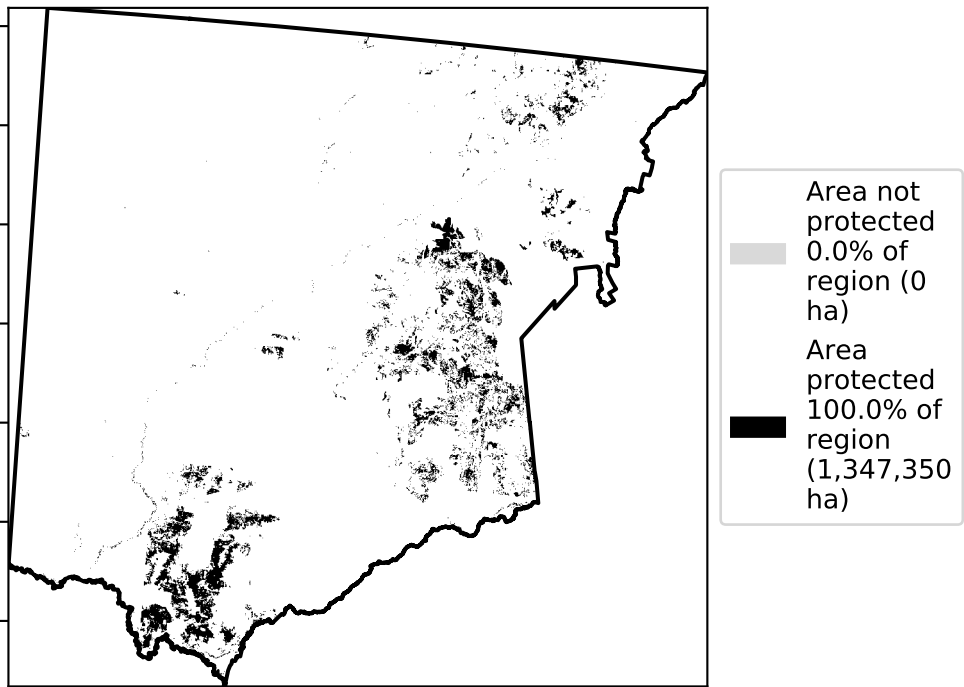 Area not
protected
0.0% of
region (0
ha)
Area
protected
100.0% of
region
(1,347,350
ha)